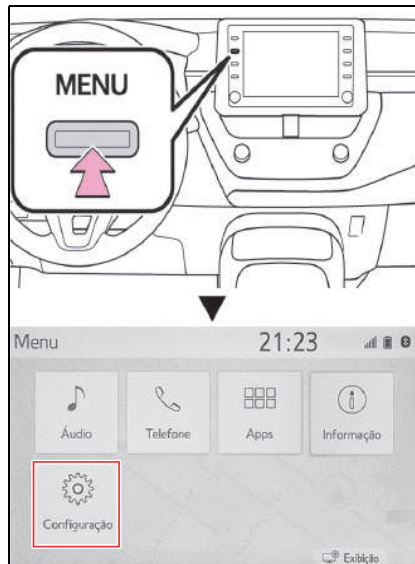 MENU
Menu 21:23
Áudio Telefone Apps Informação
Configuração
Exibição